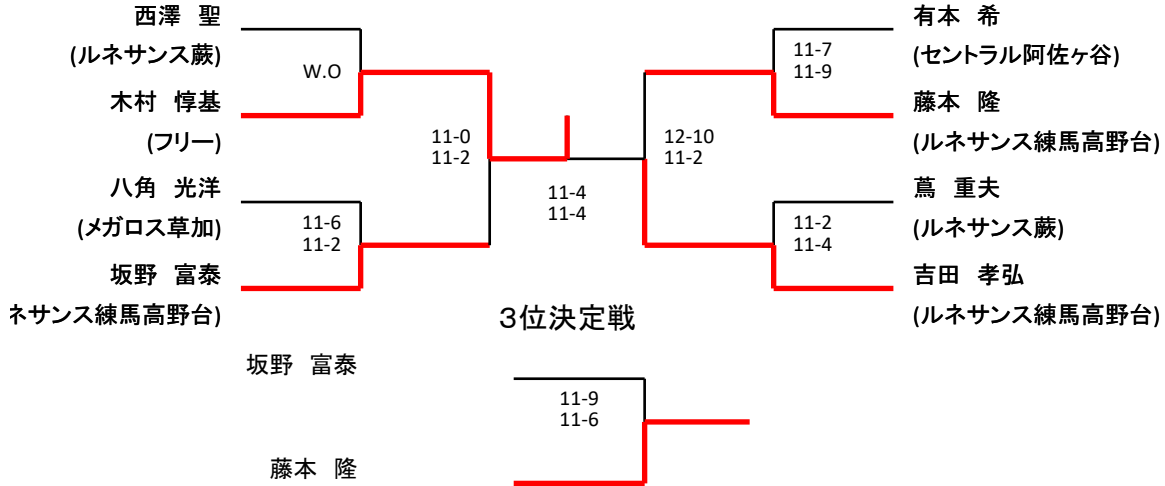 西澤　聖
(ルネサンス蕨)
木村　惇基
(フリー)
八角　光洋
(メガロス草加)
坂野　富泰
ネサンス練馬高野台)
W.O
11-6
11-2
11-0
11-2
11-4
11-4
12-10
11-2
11-7
11-9
11-2
11-4
有本　希
(セントラル阿佐ヶ谷)
藤本　隆
(ルネサンス練馬高野台)
蔦　重夫
(ルネサンス蕨)
吉田　孝弘
(ルネサンス練馬高野台)
3位決定戦
坂野　富泰
11-9
11-6
藤本　隆